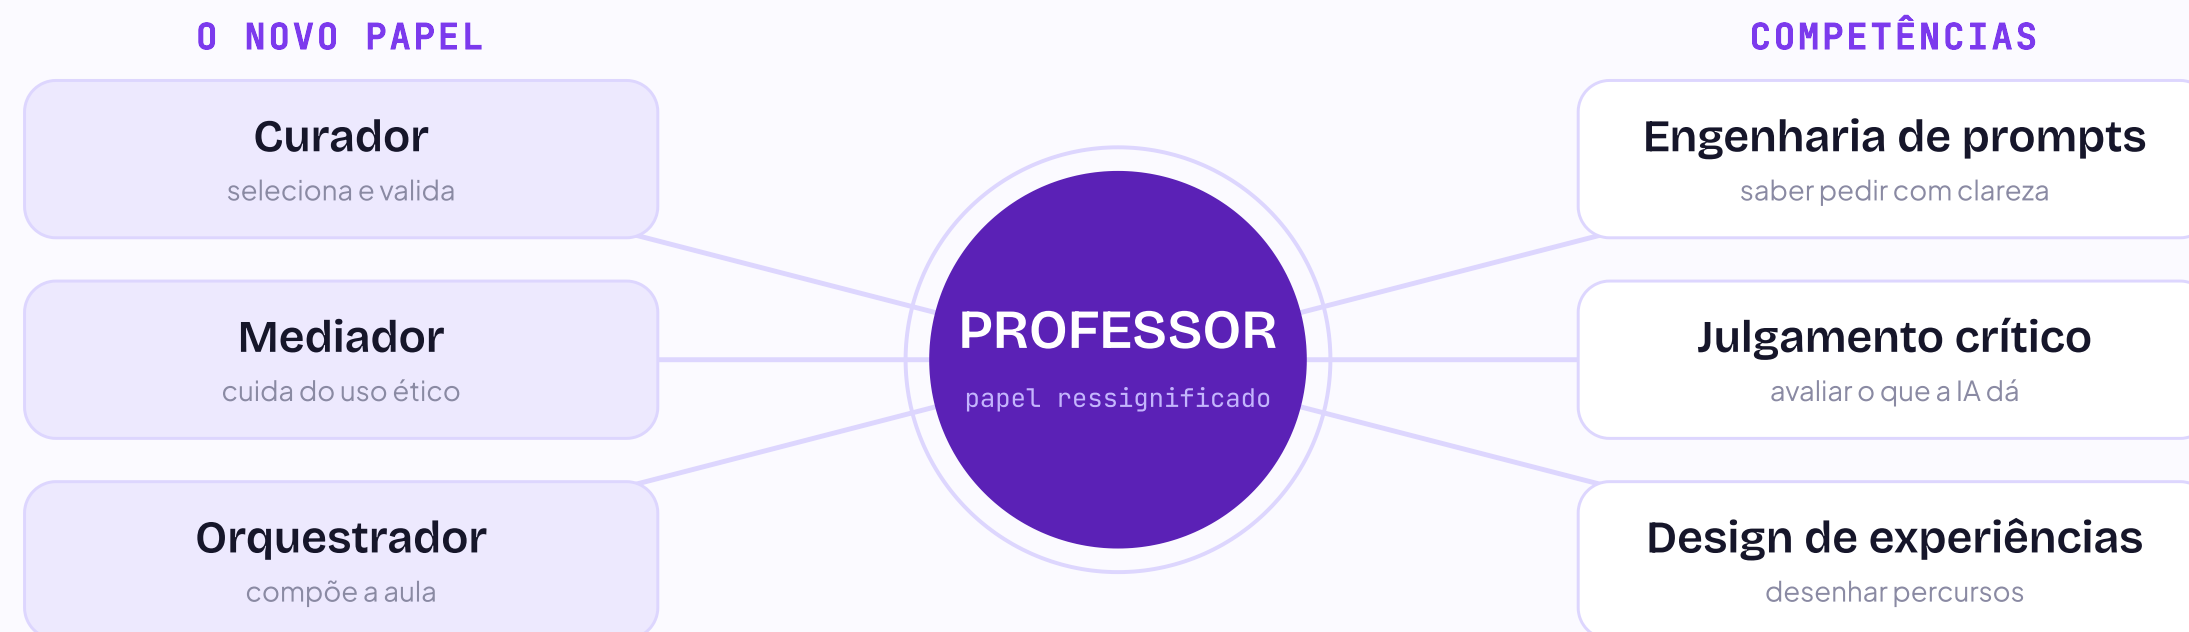 O NOVO PAPEL
Curador
seleciona e valida
Mediador
cuida do uso ético
Orquestrador
compõe a aula
PROFESSOR
papel ressignificado
COMPETÊNCIAS
Engenharia de prompts
saber pedir com clareza
Julgamento crítico
avaliar o que a IA dá
Design de experiências
desenhar percursos